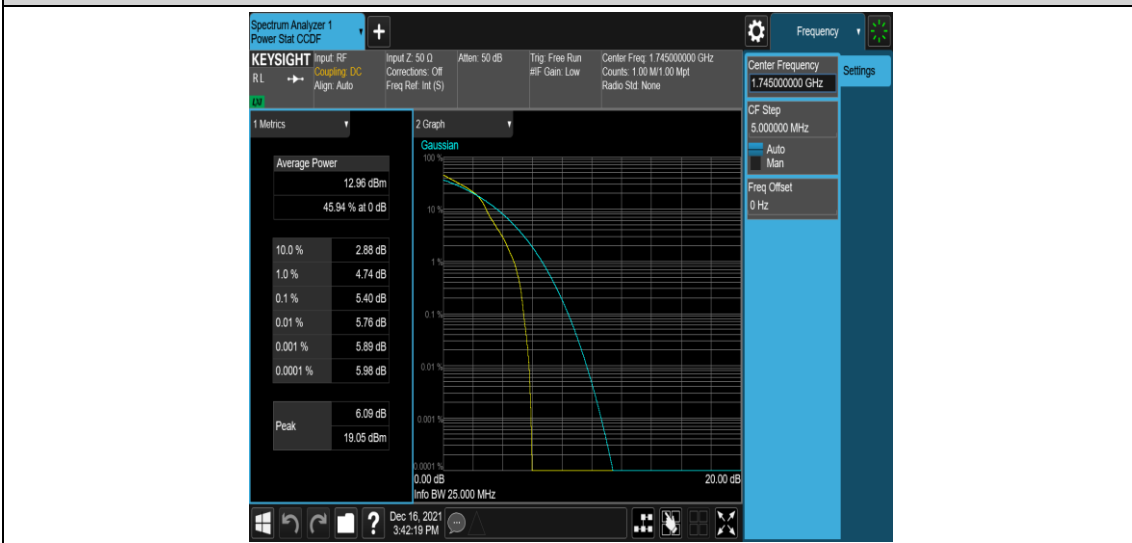 Spectrum Analyzer 1
Power Stat CCDF
+
Frequency
KEYSIGHT
RL
LNI
Input: RF
Coupling: DC
Align: Auto
Input Z: 50 Ω
Corrections: Off
Freq Ref: Int (S)
Atten: 50 dB
Trig: Free Run
#IF Gain: Low
Center Freq: 1.745000000 GHz
Counts: 1.00 M/1.00 Mpt
Radio Std: None
Center Frequency
1.745000000 GHz
Settings
CF Step
5.000000 MHz
Auto
Man
Freq Offset
0 Hz
1 Metrics
Average Power
12.96 dBm
45.94 % at 0 dB
10.0 % 2.88 dB
1.0 % 4.74 dB
0.1 % 5.40 dB
0.01 % 5.76 dB
0.001 % 5.89 dB
0.0001 % 5.98 dB
Peak 6.09 dB
19.05 dBm
2 Graph
Gaussian
100 %
10 %
1 %
0.1 %
0.01 %
0.001 %
0.0001 %
0.00 dB 20.00 dB
Info BW 25.000 MHz
?
Dec 16, 2021
3:42:19 PM